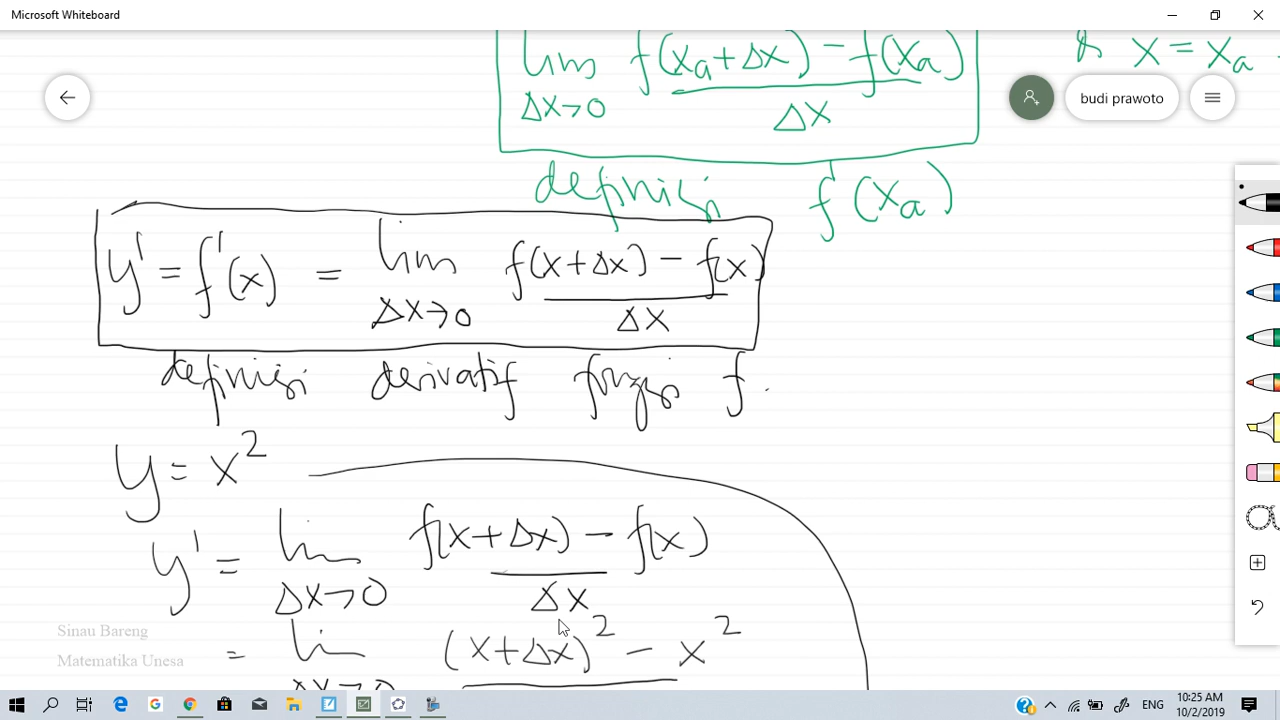 Microsoft Whiteboard
lim f(xₐ+Δx) − f(xₐ)
Δx→0 Δx
x = xₐ
budi prawoto
definisi f'(xₐ)
y' = f'(x) = lim f(x+Δx) − f(x)
Δx→0 Δx
definisi derivatif fungsi f.
y = x²
y' = lim f(x+Δx) − f(x)
Δx→0 Δx
Sinau Bareng
Matematika Unesa
= lim (x+Δx)² − x²
Δx→0
ENG
10:25 AM
10/2/2019